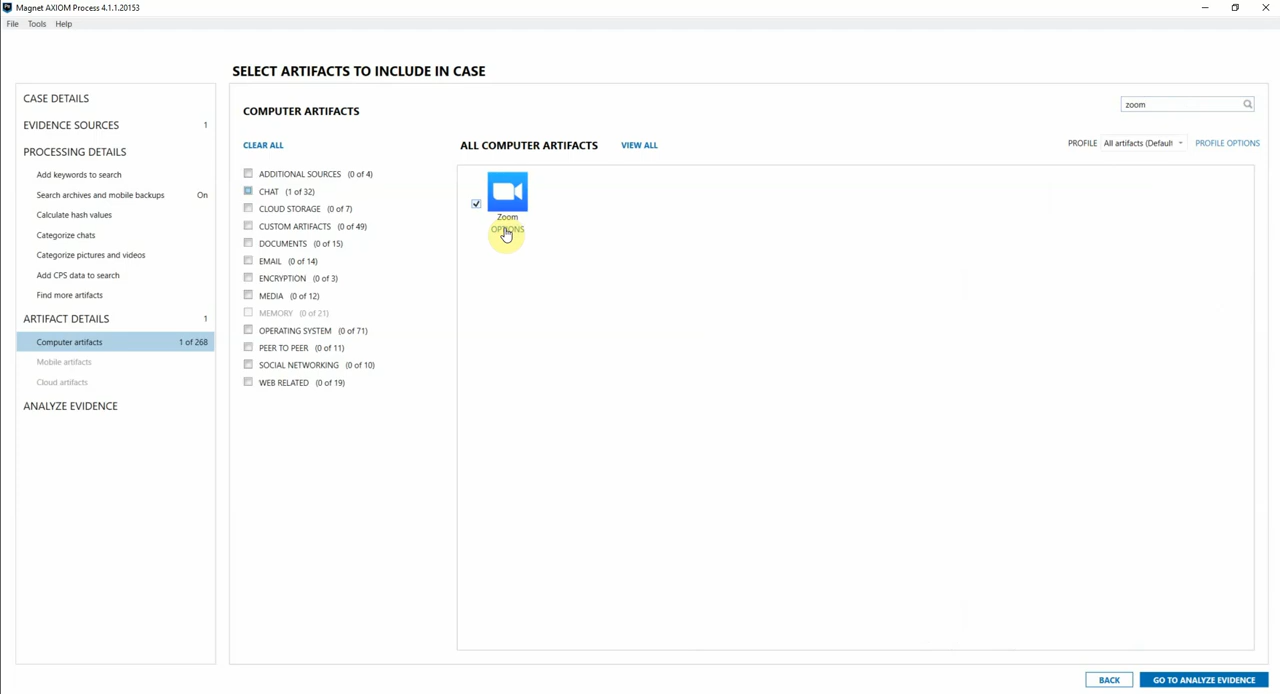 Magnet AXIOM Process 4.1.1.20153
File Tools Help
SELECT ARTIFACTS TO INCLUDE IN CASE
CASE DETAILS
EVIDENCE SOURCES 1
PROCESSING DETAILS
Add keywords to search
Search archives and mobile backups On
Calculate hash values
Categorize chats
Categorize pictures and videos
Add CPS data to search
Find more artifacts
ARTIFACT DETAILS 1
Computer artifacts 1 of 268
Mobile artifacts
Cloud artifacts
ANALYZE EVIDENCE
COMPUTER ARTIFACTS
zoom
CLEAR ALL
ADDITIONAL SOURCES (0 of 4)
CHAT (1 of 32)
CLOUD STORAGE (0 of 7)
CUSTOM ARTIFACTS (0 of 49)
DOCUMENTS (0 of 15)
EMAIL (0 of 14)
ENCRYPTION (0 of 3)
MEDIA (0 of 12)
MEMORY (0 of 21)
OPERATING SYSTEM (0 of 71)
PEER TO PEER (0 of 11)
SOCIAL NETWORKING (0 of 10)
WEB RELATED (0 of 19)
ALL COMPUTER ARTIFACTS VIEW ALL
PROFILE All artifacts (Default PROFILE OPTIONS
Zoom
OPTIONS
BACK GO TO ANALYZE EVIDENCE